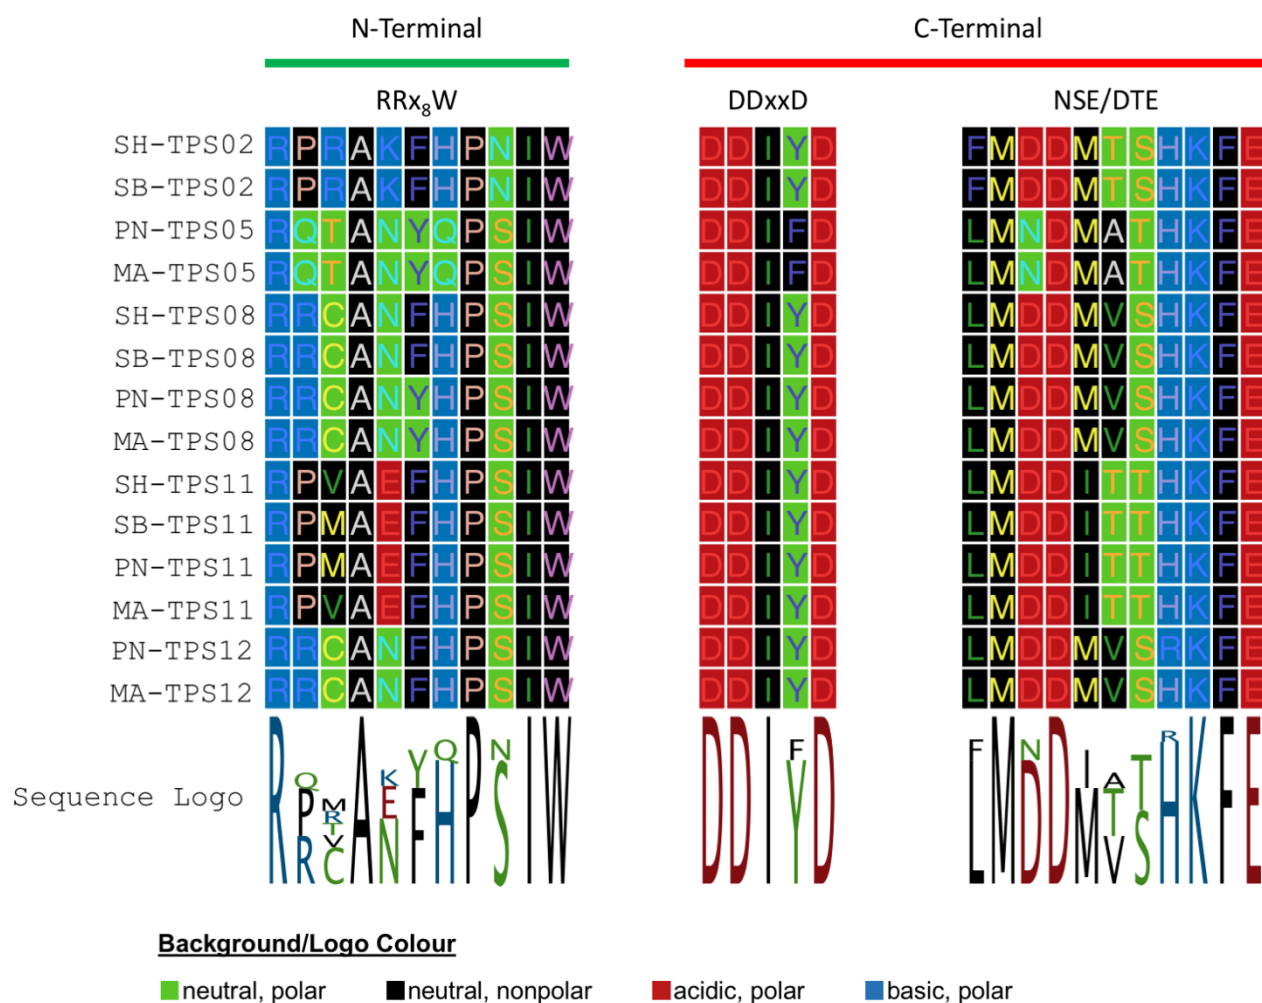 N-Terminal C-Terminal
RRx₈W DDxxD NSE/DTE
SH-TPS02 RPRAKFHPNIW DDIYD FMDDMTSHKFE
SB-TPS02 RPRAKFHPNIW DDIYD FMDDMTSHKFE
PN-TPS05 RQTANYQPSIW DDIFD LMNDMATHKFE
MA-TPS05 RQTANYQPSIW DDIFD LMNDMATHKFE
SH-TPS08 RRCANFHPSIW DDIYD LMDDMVSHKFE
SB-TPS08 RRCANFHPSIW DDIYD LMDDMVSHKFE
PN-TPS08 RRCANYHPSIW DDIYD LMDDMVSHKFE
MA-TPS08 RRCANYHPSIW DDIYD LMDDMVSHKFE
SH-TPS11 RPVAEFHPSIW DDIYD LMDDITTHKFE
SB-TPS11 RPMAEFHPSIW DDIYD LMDDITTHKFE
PN-TPS11 RPMAEFHPSIW DDIYD LMDDITTHKFE
MA-TPS11 RPVAEFHPSIW DDIYD LMDDITTHKFE
PN-TPS12 RRCANFHPSIW DDIYD LMDDMVSRKFE
MA-TPS12 RRCANFHPSIW DDIYD LMDDMVSHKFE
Q K Y Q N F F N I A T R
P M R T V E T
Sequence Logo R R C A N F H P S I W D D I Y D L M D D M V S H K F E
Background/Logo Colour
neutral, polar neutral, nonpolar acidic, polar basic, polar